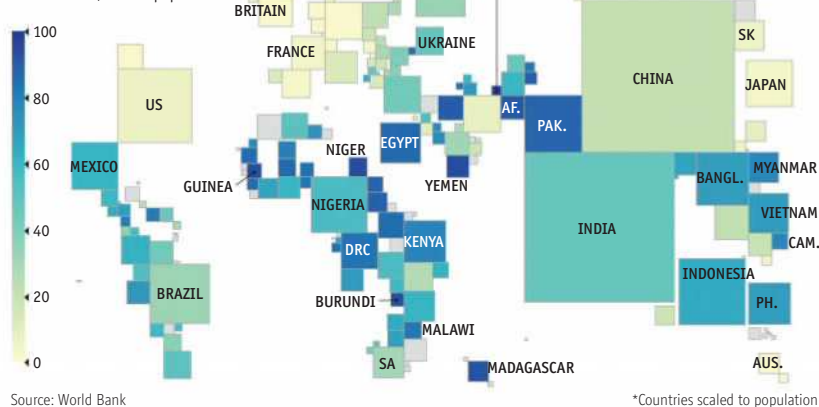 BRITAIN
100
FRANCE
UKRAINE
SK
80
US
CHINA
JAPAN
AF.
PAK.
60
MEXICO
EGYPT
NIGER
GUINEA
YEMEN
BANGL.
MYANMAR
40
NIGERIA
INDIA
VIETNAM
DRC
KENYA
CAM.
20
BRAZIL
BURUNDI
INDONESIA
PH.
MALAWI
0
SA
MADAGASCAR
AUS.
Source: World Bank
*Countries scaled to population